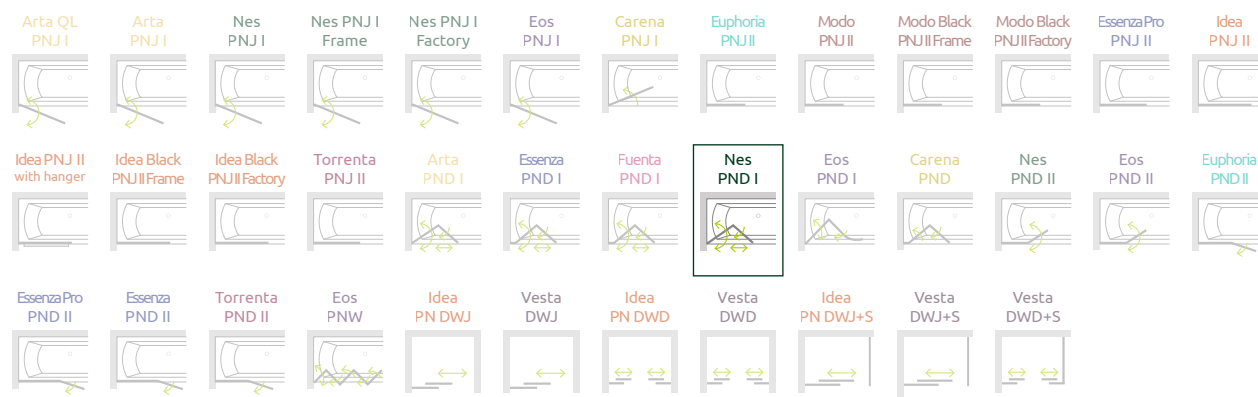 Arta QL
PNJ I
Arta
PNJ I
Nes
PNJ I
Nes PNJ I
Frame
Nes PNJ I
Factory
Eos
PNJ I
Carena
PNJ I
Euphoria
PNJ II
Modo
PNJ II
Modo Black
PNJ II Frame
Modo Black
PNJ II Factory
Essenza Pro
PNJ II
Idea
PNJ II
Idea PNJ II
with hanger
Idea Black
PNJ II Frame
Idea Black
PNJ II Factory
Torrenta
PNJ II
Arta
PND I
Essenza
PND I
Fuenta
PND I
Nes
PND I
Eos
PND I
Carena
PND
Nes
PND II
Eos
PND II
Euphoria
PND II
Essenza Pro
PND II
Essenza
PND II
Torrenta
PND II
Eos
PNW
Idea
PN DWJ
Vesta
DWJ
Idea
PN DWD
Vesta
DWD
Idea
PN DWJ+S
Vesta
DWJ+S
Vesta
DWD+S